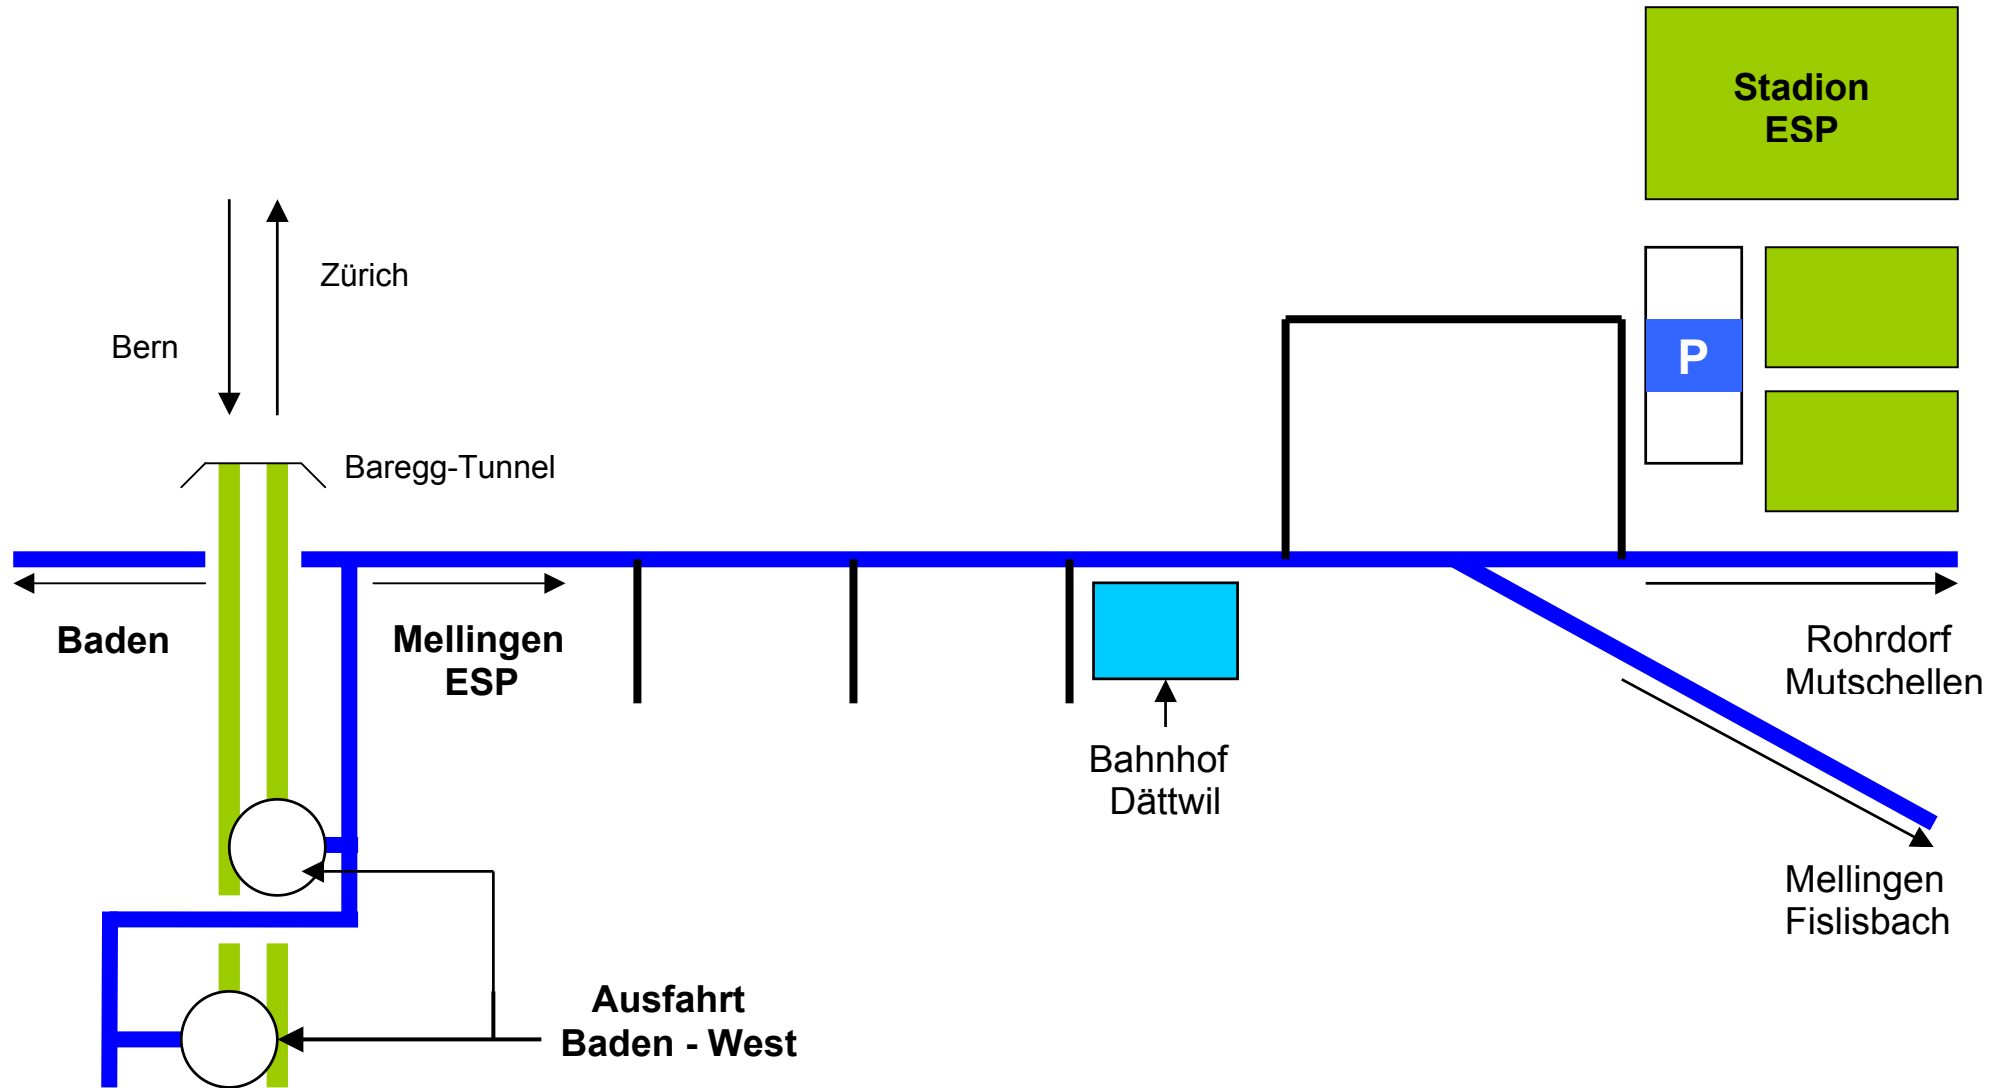 Stadion
ESP
Zürich
Bern
P
Baregg-Tunnel
Baden
Mellingen
ESP
Rohrdorf
Mutschellen
Bahnhof
Dättwil
Mellingen
Fislisbach
Ausfahrt
Baden - West